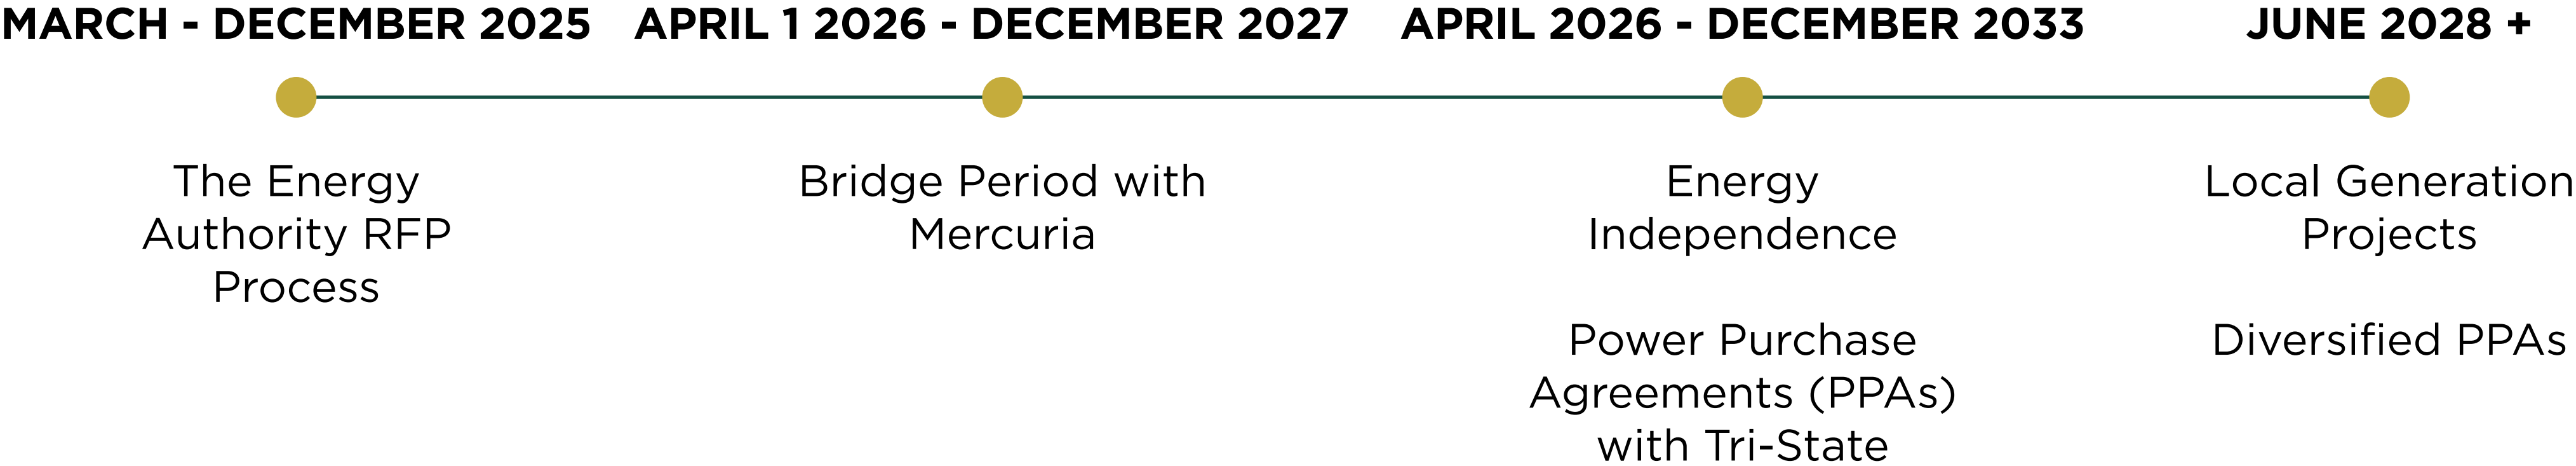 MARCH - DECEMBER 2025
The Energy
Authority RFP
Process
APRIL 1 2026 - DECEMBER 2027
Bridge Period with
Mercuria
APRIL 2026 - DECEMBER 2033
Energy
Independence
Power Purchase
Agreements (PPAs)
with Tri-State
JUNE 2028 +
Local Generation
Projects
Diversified PPAs